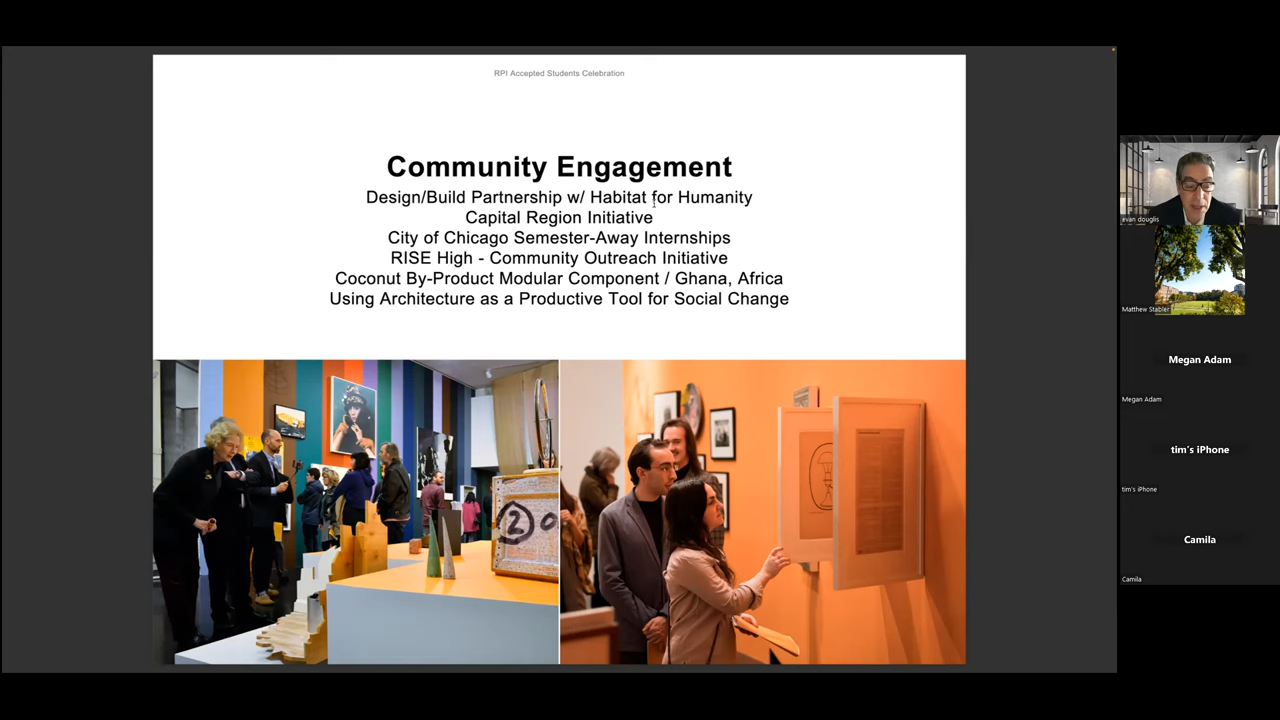 RPI Accepted Students Celebration
Community Engagement
Design/Build Partnership w/ Habitat for Humanity
Capital Region Initiative
City of Chicago Semester-Away Internships
RISE High - Community Outreach Initiative
Coconut By-Product Modular Component / Ghana, Africa
Using Architecture as a Productive Tool for Social Change
2
evan douglis
Matthew Stabler
Megan Adam
Megan Adam
tim's iPhone
tim's iPhone
Camila
Camila